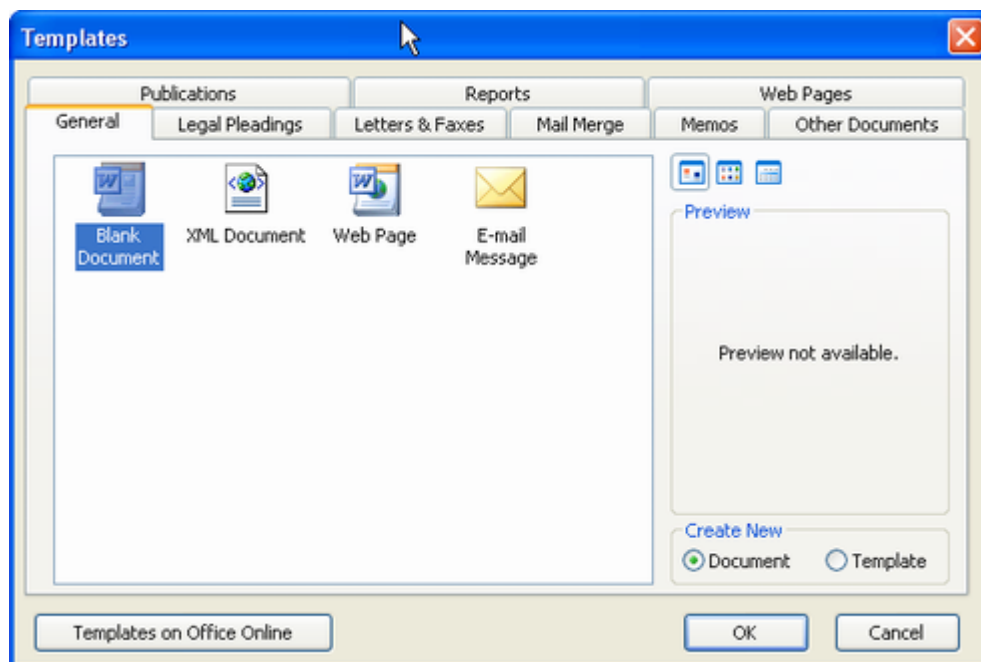 Templates
Publications Reports Web Pages
General Legal Pleadings Letters & Faxes Mail Merge Memos Other Documents
Blank Document
XML Document
Web Page
E-mail Message
Preview
Preview not available.
Create New
Document Template
Templates on Office Online OK Cancel